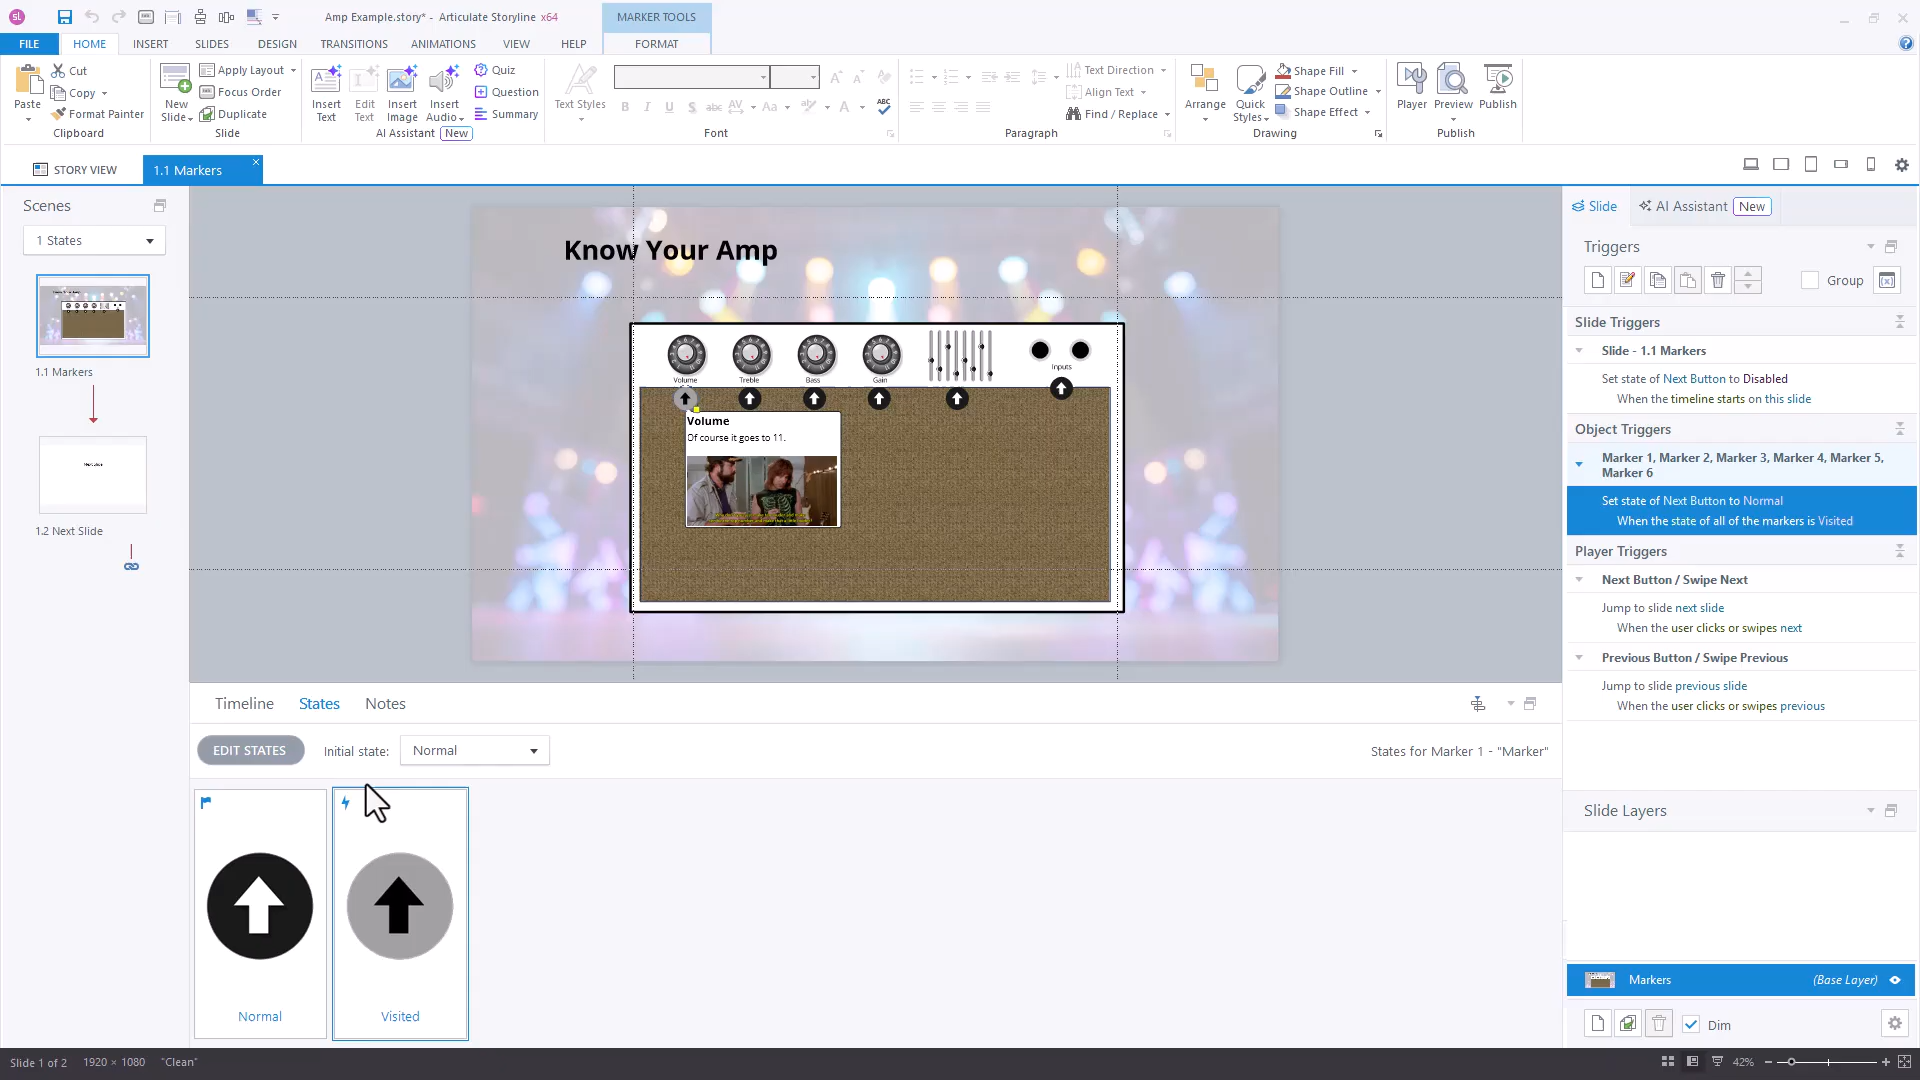 sl
Amp Example.story* - Articulate Storyline x64
MARKER TOOLS
FILE
HOME
INSERT
SLIDES
DESIGN
TRANSITIONS
ANIMATIONS
VIEW
HELP
FORMAT
Paste
Cut
Copy
Format Painter
Clipboard
New Slide
Apply Layout
Focus Order
Duplicate
Slide
Insert Text
Edit Text
Insert Image
Insert Audio
Quiz
Question
Summary
AI Assistant New
Text Styles
B I U S abc AV Aa A ABC
Font
Text Direction
Align Text
Find / Replace
Paragraph
Arrange
Quick Styles
Shape Fill
Shape Outline
Shape Effect
Drawing
Player
Preview
Publish
Publish
STORY VIEW
1.1 Markers
Scenes
1 States
1.1 Markers
Next Slide
1.2 Next Slide
Know Your Amp
Volume
Treble
Bass
Gain
Inputs
Volume
Of course it goes to 11.
Timeline
States
Notes
EDIT STATES
Initial state:
Normal
States for Marker 1 - "Marker"
Normal
Visited
Slide
AI Assistant New
Triggers
Group
Slide Triggers
Slide - 1.1 Markers
Set state of Next Button to Disabled
When the timeline starts on this slide
Object Triggers
Marker 1, Marker 2, Marker 3, Marker 4, Marker 5,
Marker 6
Set state of Next Button to Normal
When the state of all of the markers is Visited
Player Triggers
Next Button / Swipe Next
Jump to slide next slide
When the user clicks or swipes next
Previous Button / Swipe Previous
Jump to slide previous slide
When the user clicks or swipes previous
Slide Layers
Markers
(Base Layer)
Dim
Slide 1 of 2
1920 × 1080
"Clean"
42%